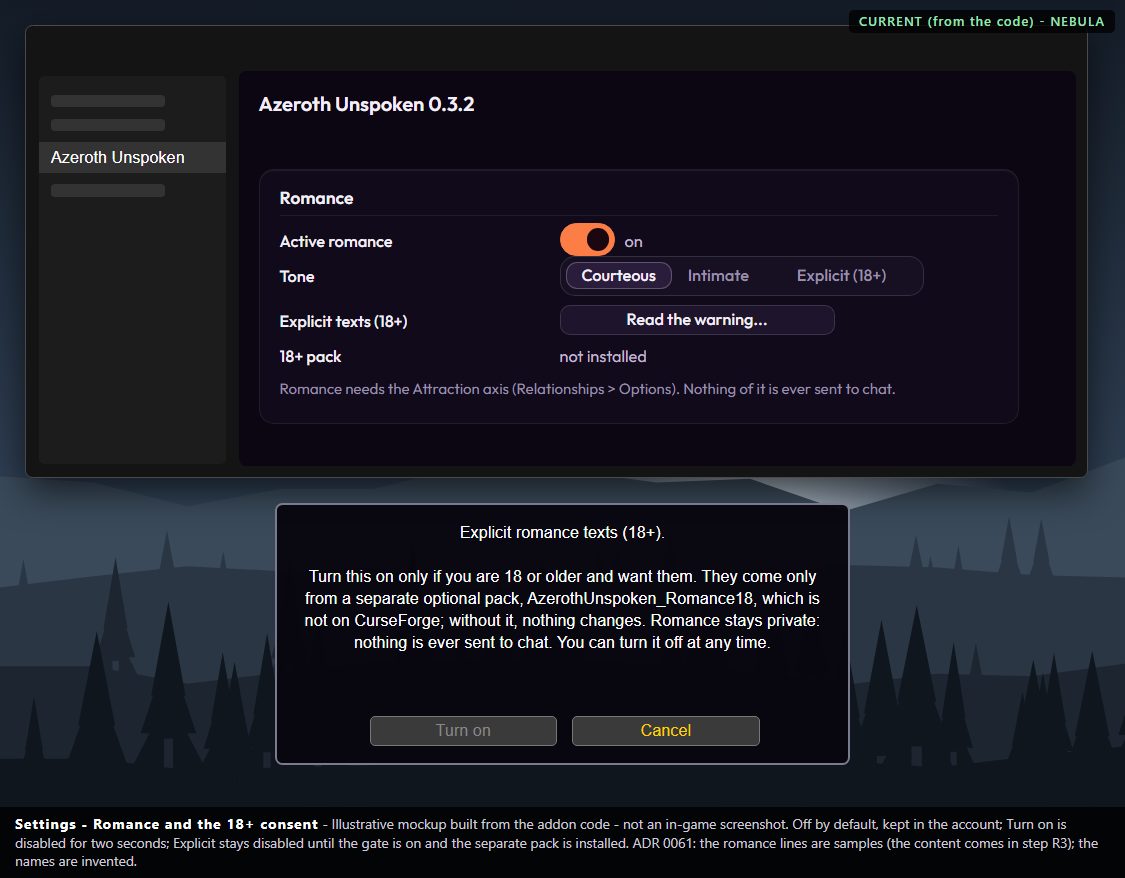 CURRENT (from the code) - NEBULA
Azeroth Unspoken 0.3.2
Azeroth Unspoken
Romance
Active romance
on
Tone
Courteous
Intimate
Explicit (18+)
Explicit texts (18+)
Read the warning...
18+ pack
not installed
Romance needs the Attraction axis (Relationships > Options). Nothing of it is ever sent to chat.
Explicit romance texts (18+).
Turn this on only if you are 18 or older and want them. They come only
from a separate optional pack, AzerothUnspoken_Romance18, which is
not on CurseForge; without it, nothing changes. Romance stays private:
nothing is ever sent to chat. You can turn it off at any time.
Turn on
Cancel
Settings - Romance and the 18+ consent - Illustrative mockup built from the addon code - not an in-game screenshot. Off by default, kept in the account; Turn on is
disabled for two seconds; Explicit stays disabled until the gate is on and the separate pack is installed. ADR 0061: the romance lines are samples (the content comes in step R3); the
names are invented.